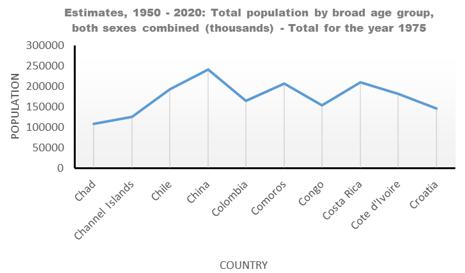 Estimates, 1950 - 2020: Total population by broad age group,
both sexes combined (thousands) - Total for the year 1975
300000
250000
200000
150000
100000
50000
0
POPULATION
Chad
Channel Islands
Chile
China
Colombia
Comoros
Congo
Costa Rica
Cote d'Ivoire
Croatia
COUNTRY